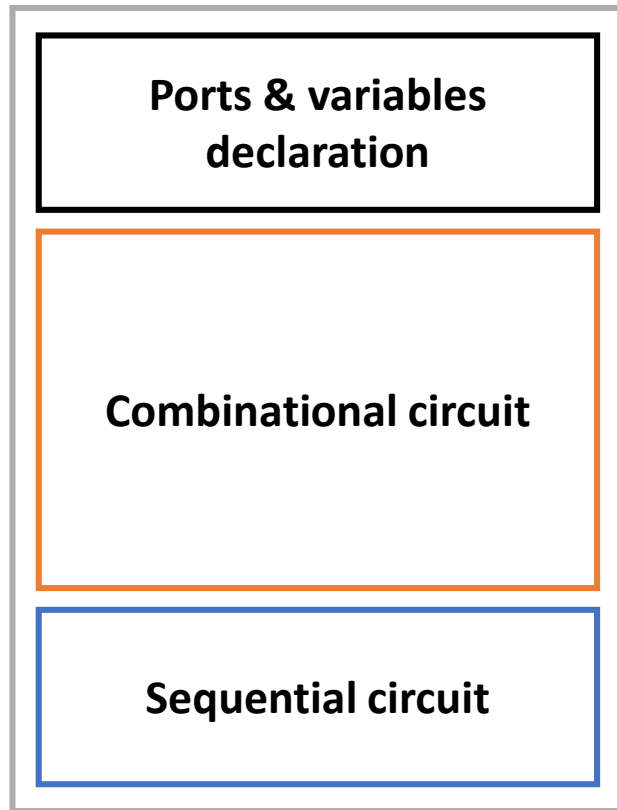 Ports & variables
declaration
Combinational circuit
Sequential circuit